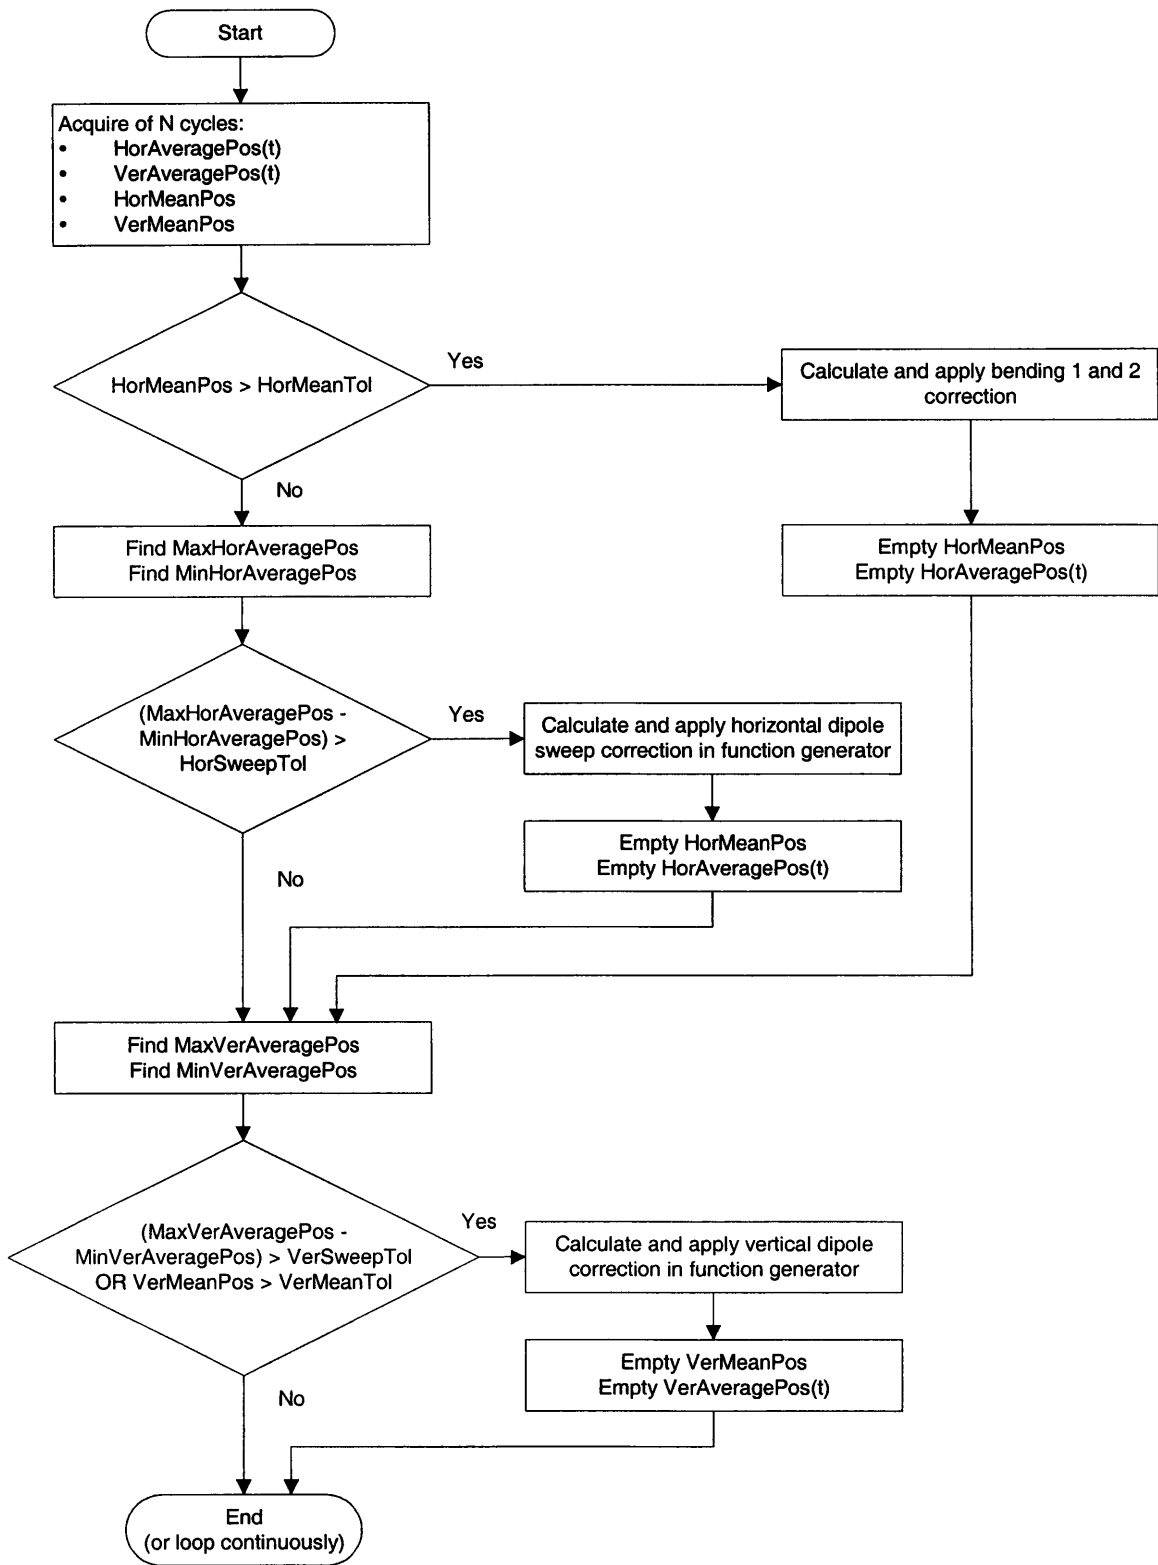 Start
Acquire of N cycles:
• HorAveragePos(t)
• VerAveragePos(t)
• HorMeanPos
• VerMeanPos
HorMeanPos > HorMeanTol
Yes
Calculate and apply bending 1 and 2
correction
No
Find MaxHorAveragePos
Find MinHorAveragePos
Empty HorMeanPos
Empty HorAveragePos(t)
(MaxHorAveragePos -
MinHorAveragePos) >
HorSweepTol
Yes
Calculate and apply horizontal dipole
sweep correction in function generator
Empty HorMeanPos
Empty HorAveragePos(t)
No
Find MaxVerAveragePos
Find MinVerAveragePos
(MaxVerAveragePos -
MinVerAveragePos) > VerSweepTol
OR VerMeanPos > VerMeanTol
Yes
Calculate and apply vertical dipole
correction in function generator
Empty VerMeanPos
Empty VerAveragePos(t)
No
End
(or loop continuously)